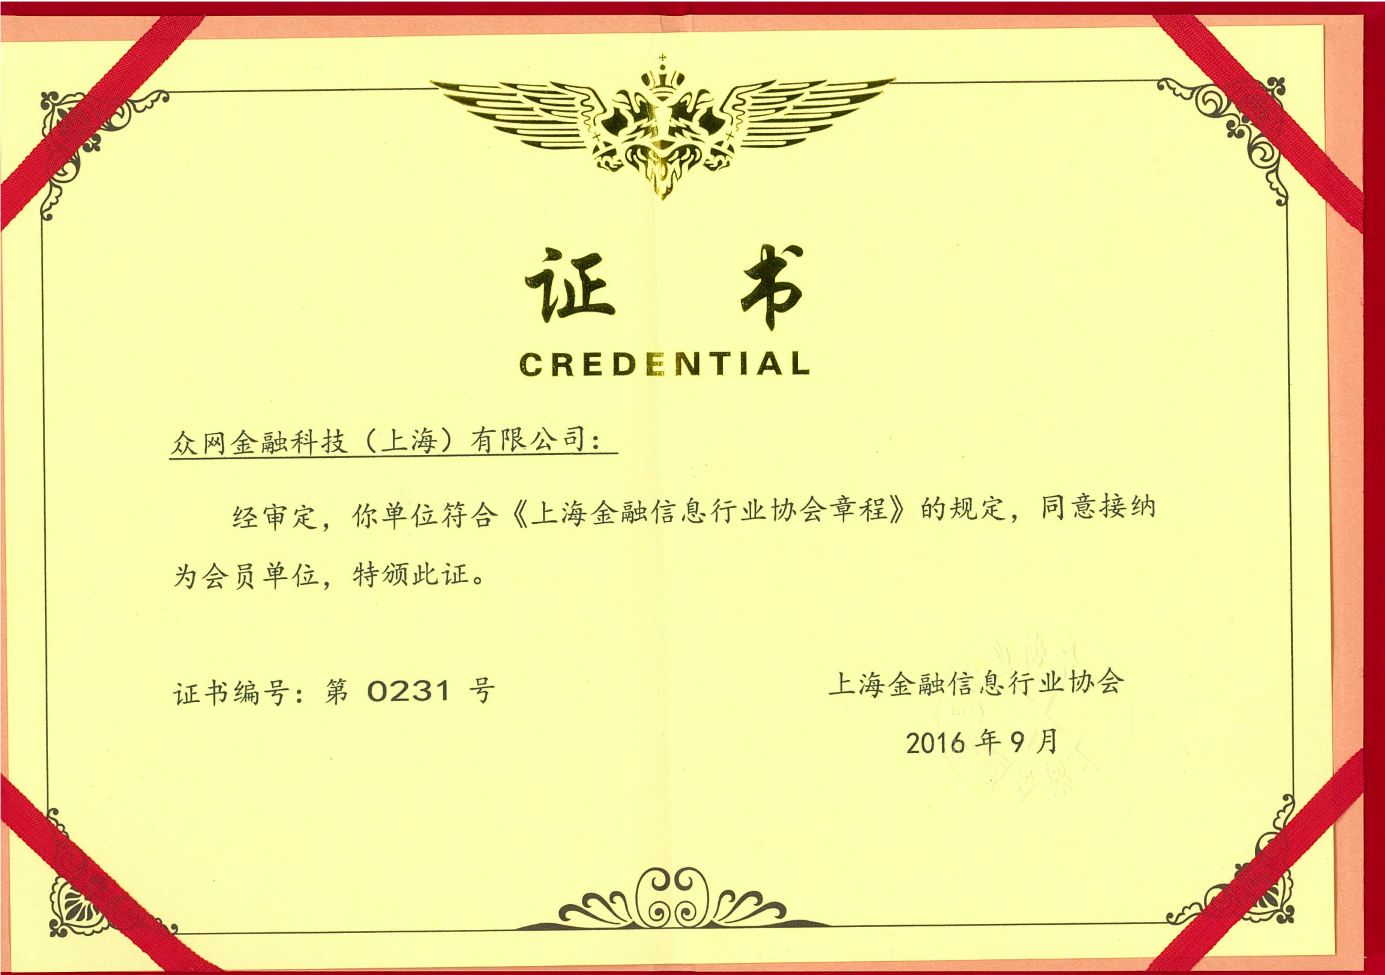 证 书
CREDENTIAL
众网金融科技（上海）有限公司：
经审定，你单位符合《上海金融信息行业协会章程》的规定，同意接纳
为会员单位，特颁此证。
证书编号：第 0231 号
上海金融信息行业协会
2016 年 9 月